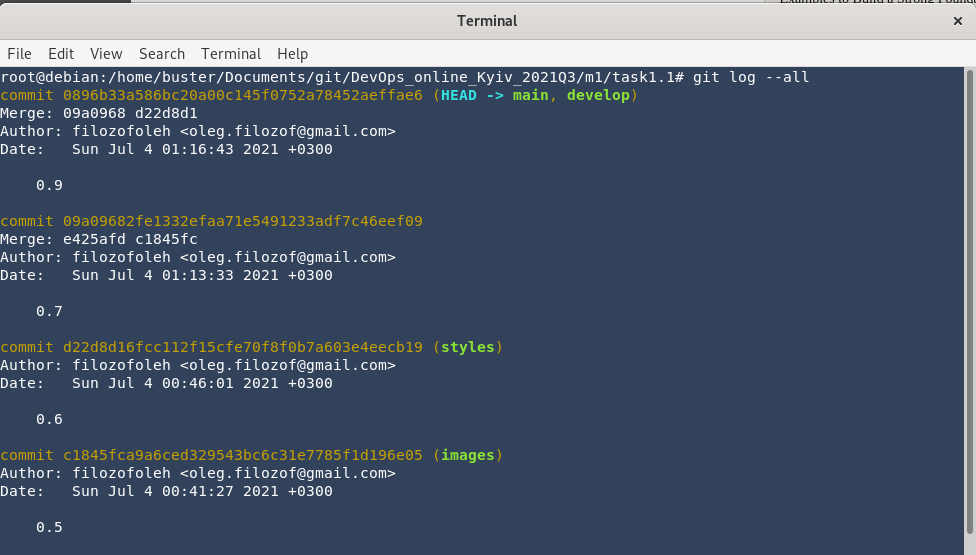 Examples to Build a Strong Found
Terminal
×
File Edit View Search Terminal Help
root@debian:/home/buster/Documents/git/DevOps_online_Kyiv_2021Q3/m1/task1.1# git log --all
commit 0896b33a586bc20a00c145f0752a78452aeffae6 (HEAD -> main, develop)
Merge: 09a0968 d22d8d1
Author: filozofoleh <oleg.filozof@gmail.com>
Date:   Sun Jul 4 01:16:43 2021 +0300
    0.9
commit 09a09682fe1332efaa71e5491233adf7c46eef09
Merge: e425afd c1845fc
Author: filozofoleh <oleg.filozof@gmail.com>
Date:   Sun Jul 4 01:13:33 2021 +0300
    0.7
commit d22d8d16fcc112f15cfe70f8f0b7a603e4eecb19 (styles)
Author: filozofoleh <oleg.filozof@gmail.com>
Date:   Sun Jul 4 00:46:01 2021 +0300
    0.6
commit c1845fca9a6ced329543bc6c31e7785f1d196e05 (images)
Author: filozofoleh <oleg.filozof@gmail.com>
Date:   Sun Jul 4 00:41:27 2021 +0300
    0.5